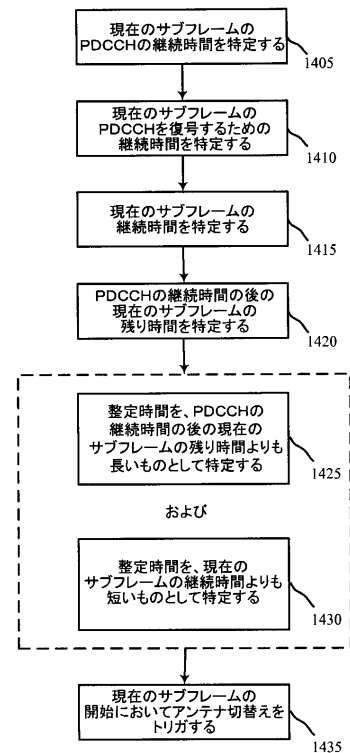 現在のサブフレームの
PDCCHの継続時間を特定する
1405
現在のサブフレームの
PDCCHを復号するための
継続時間を特定する
1410
現在のサブフレームの
継続時間を特定する
1415
PDCCHの継続時間の後の
現在のサブフレームの
残り時間を特定する
1420
整定時間を、PDCCHの
継続時間の後の現在の
サブフレームの残り時間よりも
長いものとして特定する
1425
および
整定時間を、現在の
サブフレームの継続時間よりも
短いものとして特定する
1430
現在のサブフレームの
開始においてアンテナ切替えを
トリガする
1435